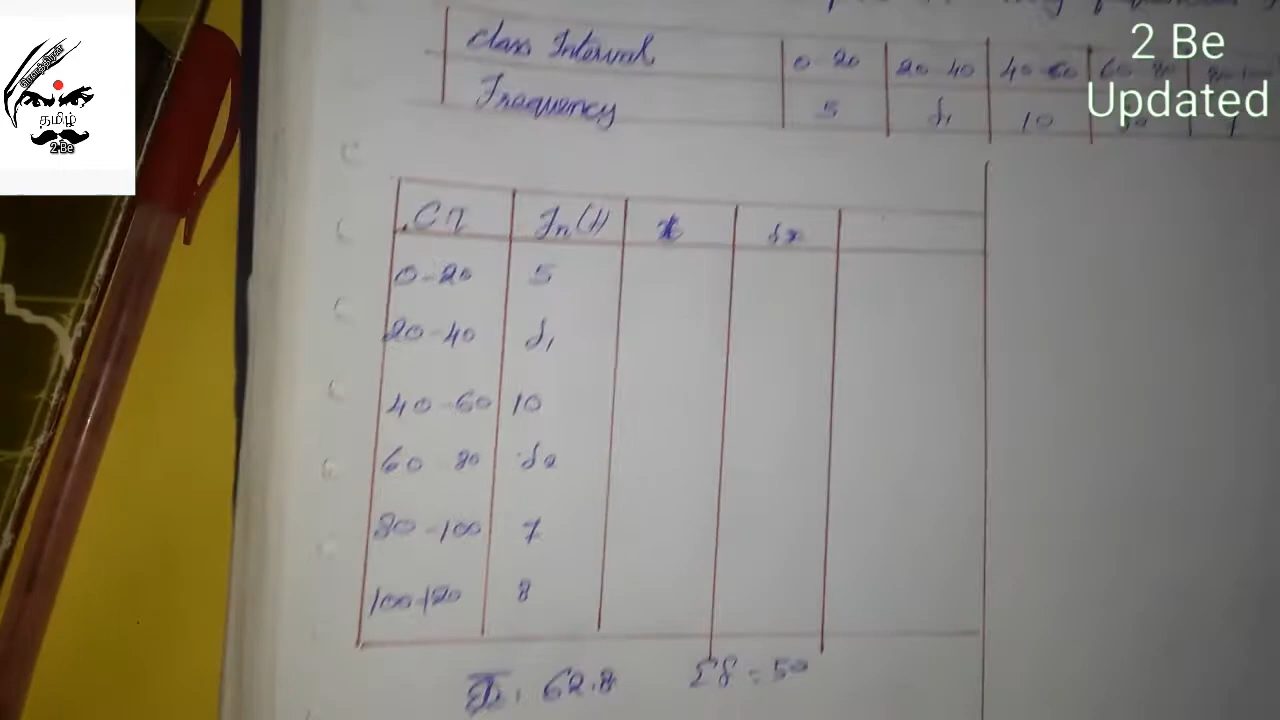 2 Be
Updated
தமிழ்
2 Be
Class Interval 0-20 20-40 40-60 60-80
Frequency 5 f1 10
C I fx
0-20 5
20-40 f1
40-60 10
60-80 f2
80-100 7
100-120 8
62.8 Σf = 50